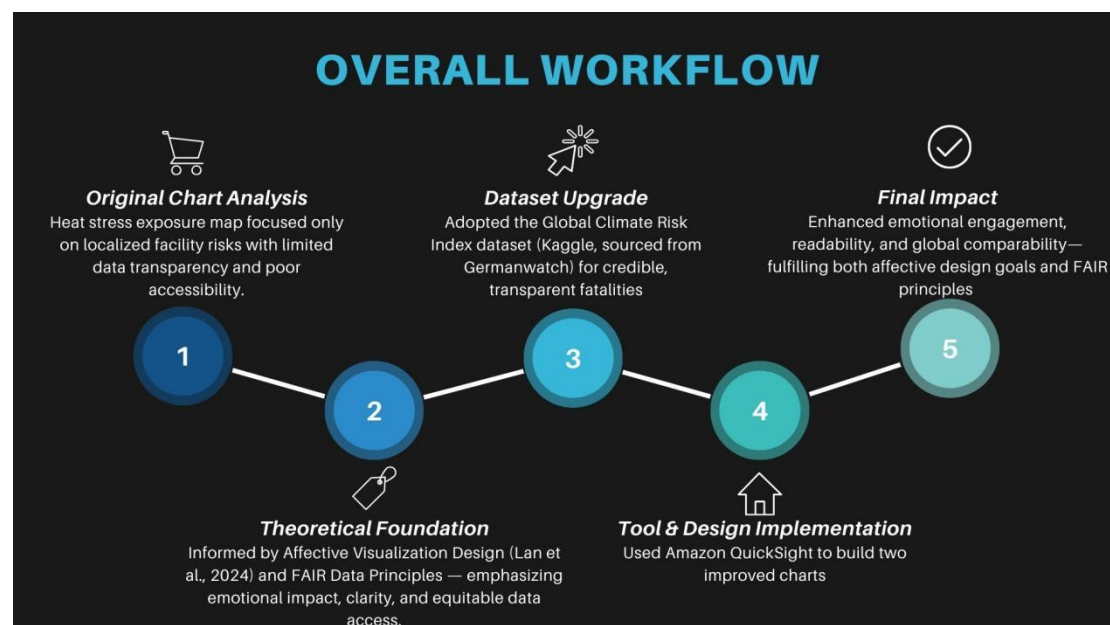 OVERALL WORKFLOW
Original Chart Analysis
Heat stress exposure map focused only
on localized facility risks with limited
data transparency and poor
accessibility.
1
Theoretical Foundation
Informed by Affective Visualization Design (Lan et
al., 2024) and FAIR Data Principles — emphasizing
emotional impact, clarity, and equitable data
access.
2
Dataset Upgrade
Adopted the Global Climate Risk
Index dataset (Kaggle, sourced from
Germanwatch) for credible,
transparent fatalities
3
Tool & Design Implementation
Used Amazon QuickSight to build two
improved charts
4
Final Impact
Enhanced emotional engagement,
readability, and global comparability—
fulfilling both affective design goals and FAIR
principles
5